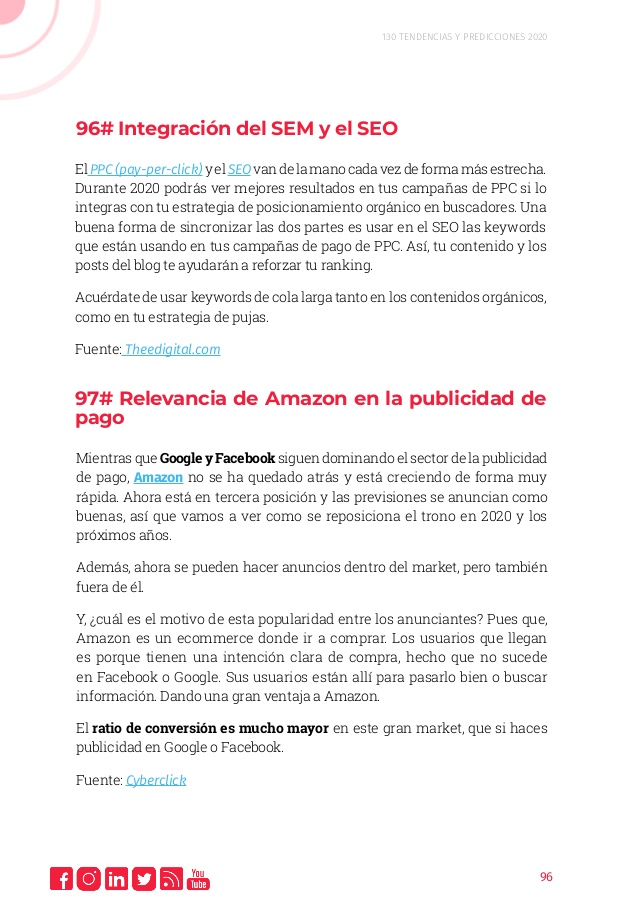 130 TENDENCIAS Y PREDICCIONES 2020
96# Integración del SEM y el SEO
El PPC (pay-per-click) y el SEO van de la mano cada vez de forma más estrecha.
Durante 2020 podrás ver mejores resultados en tus campañas de PPC si lo
integras con tu estrategia de posicionamiento orgánico en buscadores. Una
buena forma de sincronizar las dos partes es usar en el SEO las keywords
que están usando en tus campañas de pago de PPC. Así, tu contenido y los
posts del blog te ayudarán a reforzar tu ranking.
Acuérdate de usar keywords de cola larga tanto en los contenidos orgánicos,
como en tu estrategia de pujas.
Fuente: Theedigital.com
97# Relevancia de Amazon en la publicidad de
pago
Mientras que Google y Facebook siguen dominando el sector de la publicidad
de pago, Amazon no se ha quedado atrás y está creciendo de forma muy
rápida. Ahora está en tercera posición y las previsiones se anuncian como
buenas, así que vamos a ver como se reposiciona el trono en 2020 y los
próximos años.
Además, ahora se pueden hacer anuncios dentro del market, pero también
fuera de él.
Y, ¿cuál es el motivo de esta popularidad entre los anunciantes? Pues que,
Amazon es un ecommerce donde ir a comprar. Los usuarios que llegan
es porque tienen una intención clara de compra, hecho que no sucede
en Facebook o Google. Sus usuarios están allí para pasarlo bien o buscar
información. Dando una gran ventaja a Amazon.
El ratio de conversión es mucho mayor en este gran market, que si haces
publicidad en Google o Facebook.
Fuente: Cyberclick
You
Tube
96